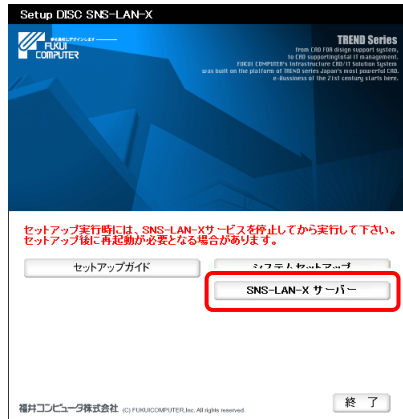 Setup DISC SNS-LAN-X
FUKUI
COMPUTER
TREND Series
from CAD FOR disign support system,
to CAD supportinglotal IT management.
FUKUI COMPUTER's Infrastructure CAD/IT Solution System
was built on the platform of TREND series Japan's most powerful CAD.
e-Bussiness of the 21st century starts here.
セットアップ実行時には、SNS-LAN-Xサービスを停止してから実行して下さい。
セットアップ後に再起動が必要となる場合があります。
セットアップガイド
システムセットアップ
SNS-LAN-X サーバー
福井コンピュータ株式会社 (C) FUKUICOMPUTER,Inc. All rights reserved.
終 了